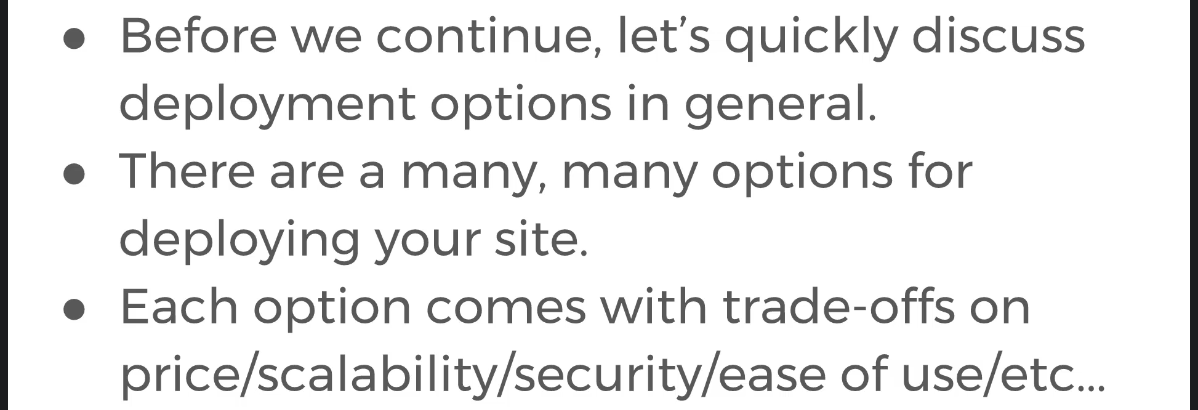 ● Before we continue, let’s quickly discuss
deployment options in general.
● There are a many, many options for
deploying your site.
● Each option comes with trade-offs on
price/scalability/security/ease of use/etc...